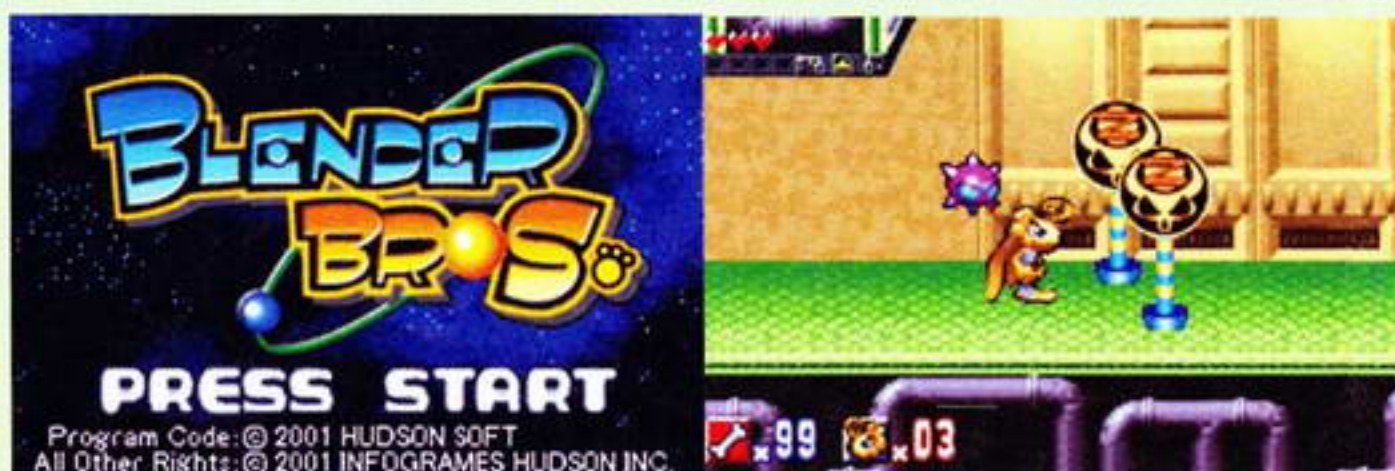 BLENDER
BROS.
PRESS START
Program Code: © 2001 HUDSON SOFT
All Other Rights: © 2001 INFOGRAMES HUDSON INC.
x99 x03